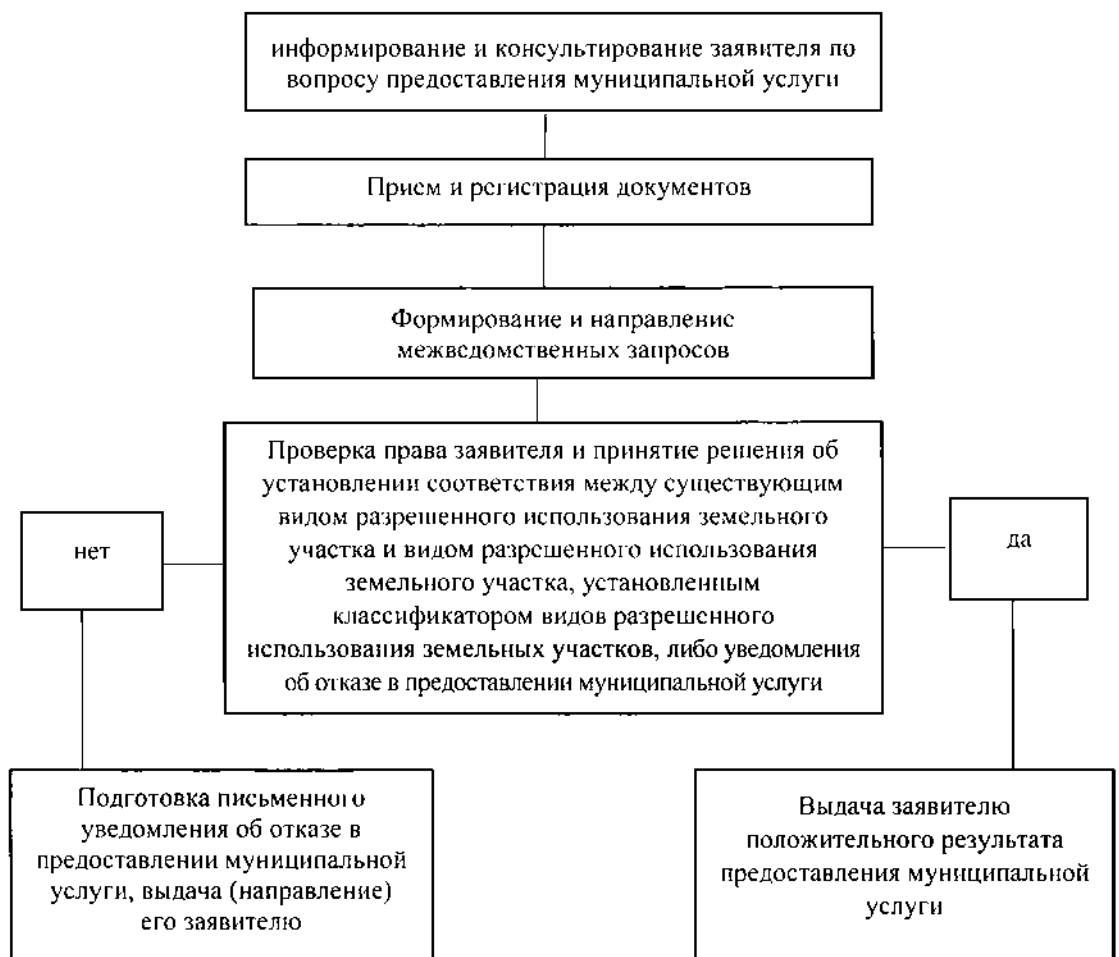 информирование и консультирование заявителя по
вопросу предоставления муниципальной услуги
Прием и регистрация документов
Формирование и направление
межведомственных запросов
Проверка права заявителя и принятие решения об
установлении соответствия между существующим
видом разрешенного использования земельного
участка и видом разрешенного использования
земельного участка, установленным
классификатором видов разрешенного
использования земельных участков, либо уведомления
об отказе в предоставлении муниципальной услуги
нет
да
Подготовка письменного
уведомления об отказе в
предоставлении муниципальной
услуги, выдача (направление)
его заявителю
Выдача заявителю
положительного результата
предоставления муниципальной
услуги